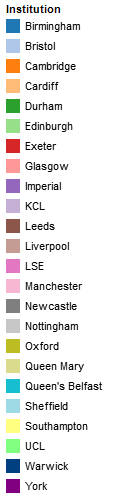 Institution
Birmingham
Bristol
Cambridge
Cardiff
Durham
Edinburgh
Exeter
Glasgow
Imperial
KCL
Leeds
Liverpool
LSE
Manchester
Newcastle
Nottingham
Oxford
Queen Mary
Queen's Belfast
Sheffield
Southampton
UCL
Warwick
York